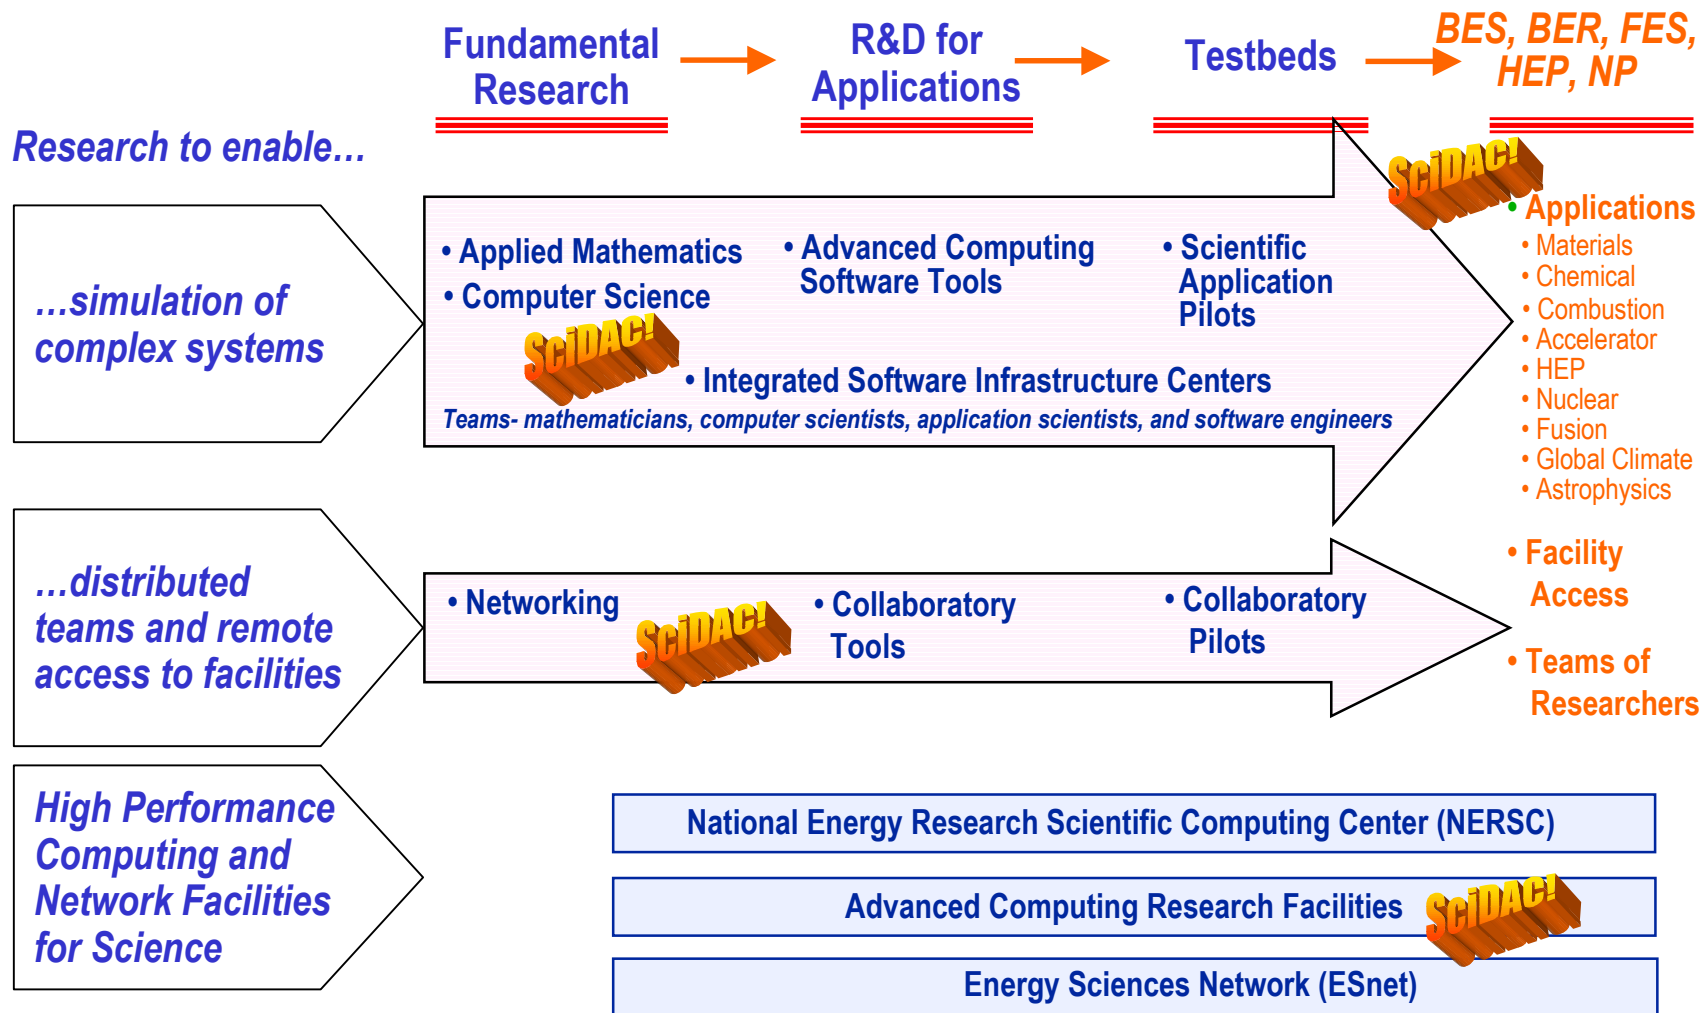 Fundamental
Research
R&D for
Applications
Testbeds
BES, BER, FES,
HEP, NP
Research to enable…
…simulation of
complex systems
• Applied Mathematics
• Computer Science
SciDAC!
• Advanced Computing
Software Tools
• Scientific
Application
Pilots
• Integrated Software Infrastructure Centers
Teams- mathematicians, computer scientists, application scientists, and software engineers
SciDAC!
• Applications
• Materials
• Chemical
• Combustion
• Accelerator
• HEP
• Nuclear
• Fusion
• Global Climate
• Astrophysics
…distributed
teams and remote
access to facilities
• Networking
SciDAC!
• Collaboratory
Tools
• Collaboratory
Pilots
• Facility
Access
• Teams of
Researchers
High Performance
Computing and
Network Facilities
for Science
National Energy Research Scientific Computing Center (NERSC)
Advanced Computing Research Facilities
SciDAC!
Energy Sciences Network (ESnet)